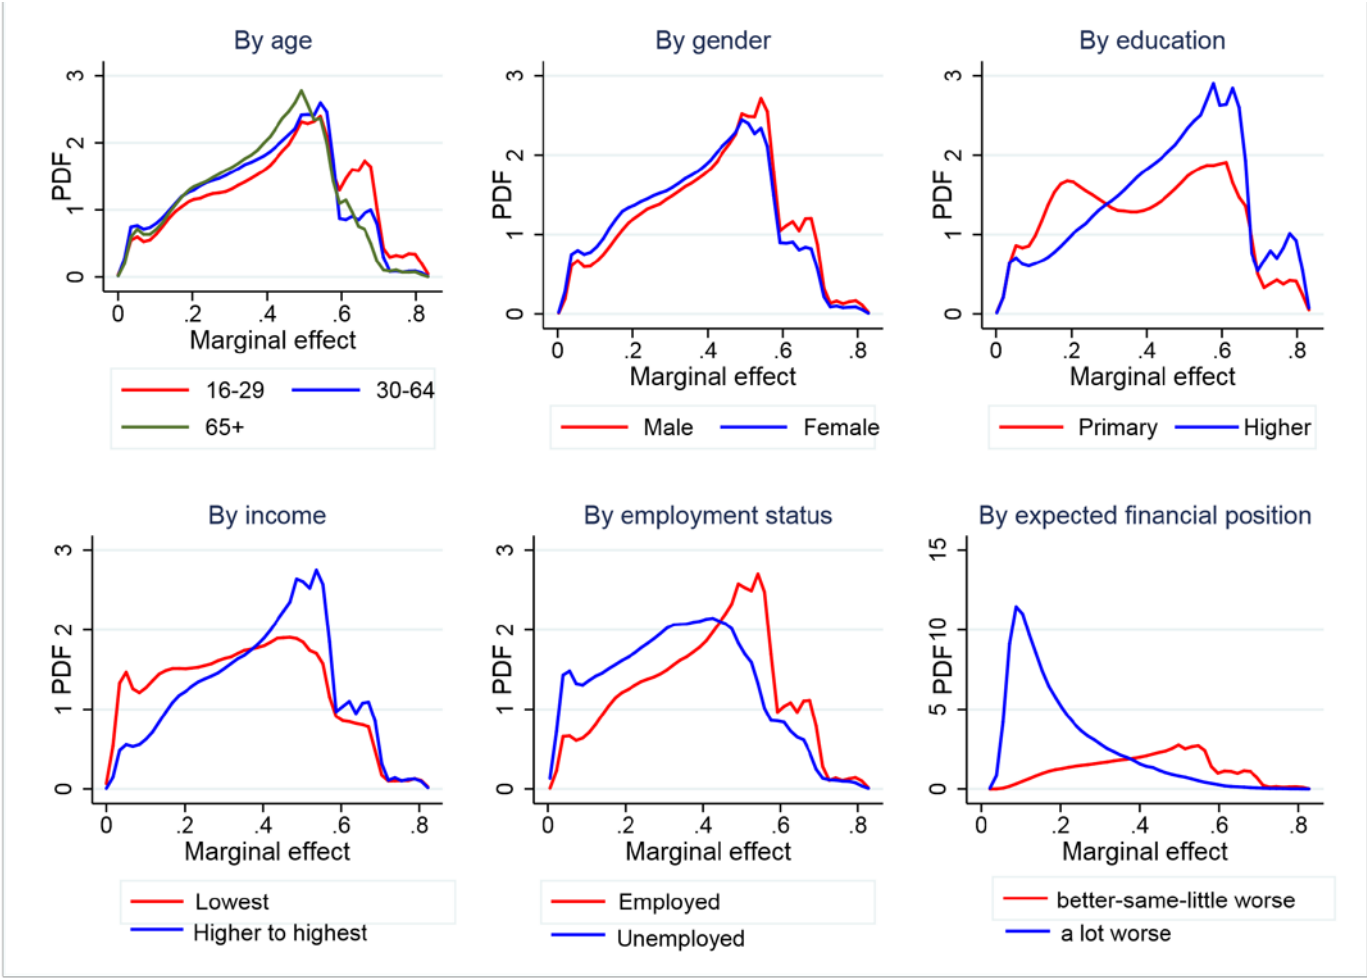 By age
By gender
By education
PDF
3
2
1
0
0 .2 .4 .6 .8
Marginal effect
16-29 30-64
65+
PDF
3
2
1
0
0 .2 .4 .6 .8
Marginal effect
Male Female
PDF
3
2
1
0
0 .2 .4 .6 .8
Marginal effect
Primary Higher
By income
By employment status
By expected financial position
PDF
3
2
1
0
0 .2 .4 .6 .8
Marginal effect
Lowest
Higher to highest
PDF
3
2
1
0
0 .2 .4 .6 .8
Marginal effect
Employed
Unemployed
PDF
15
10
5
0
0 .2 .4 .6 .8
Marginal effect
better-same-little worse
a lot worse